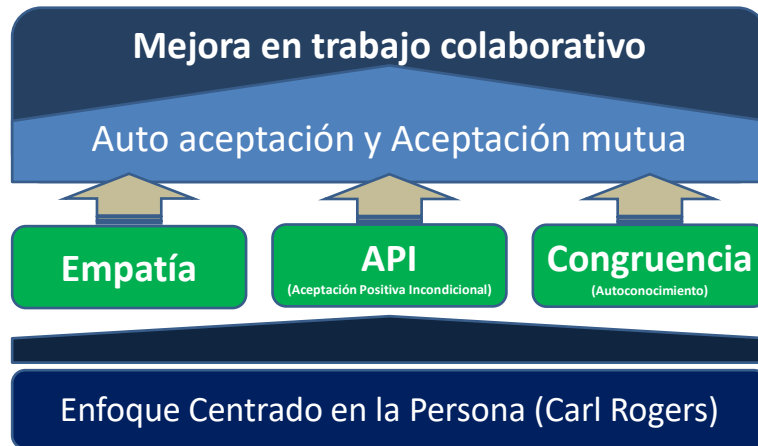 Mejora en trabajo colaborativo
Auto aceptación y Aceptación mutua
Empatía
API
(Aceptación Positiva Incondicional)
Congruencia
(Autoconocimiento)
Enfoque Centrado en la Persona (Carl Rogers)